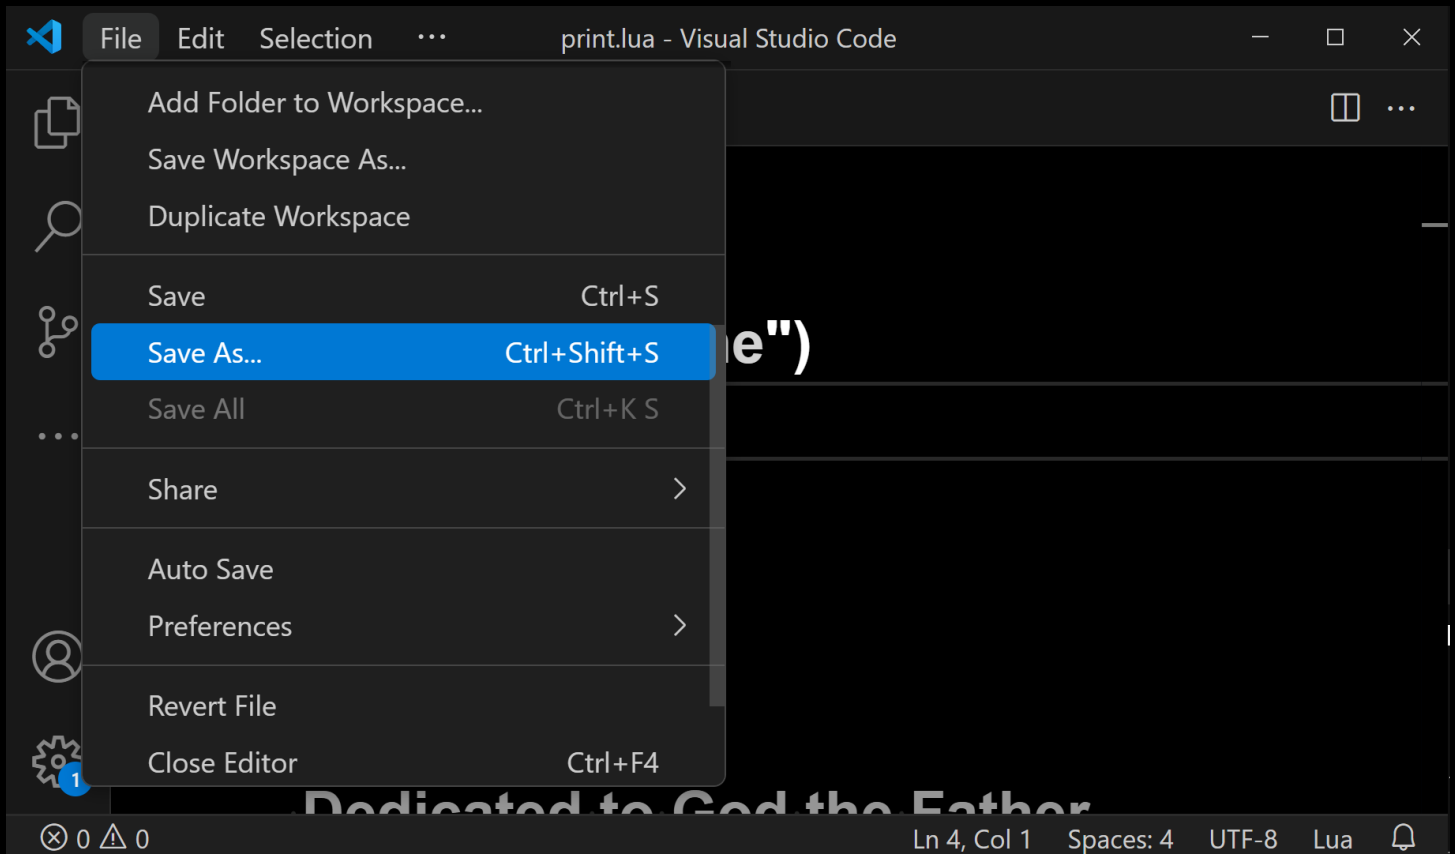 File Edit Selection ··· print.lua - Visual Studio Code
Add Folder to Workspace...
Save Workspace As...
Duplicate Workspace
Save Ctrl+S
Save As... Ctrl+Shift+S
e")
Save All Ctrl+K S
Share
Auto Save
Preferences
Revert File
Close Editor Ctrl+F4
1
Dedicated to God the Father
0 0 Ln 4, Col 1 Spaces: 4 UTF-8 Lua